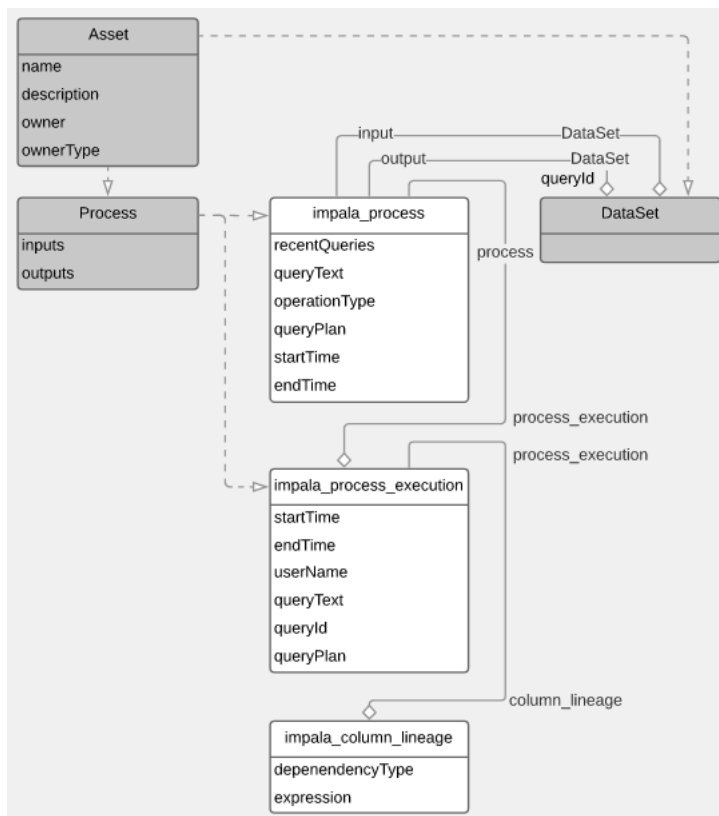 Asset
name
description
owner
ownerType
input
DataSet
output
DataSet
queryId
Process
inputs
outputs
impala_process
recentQueries
queryText
operationType
queryPlan
startTime
endTime
DataSet
process
process_execution
process_execution
impala_process_execution
startTime
endTime
userName
queryText
queryId
queryPlan
column_lineage
impala_column_lineage
depenendencyType
expression